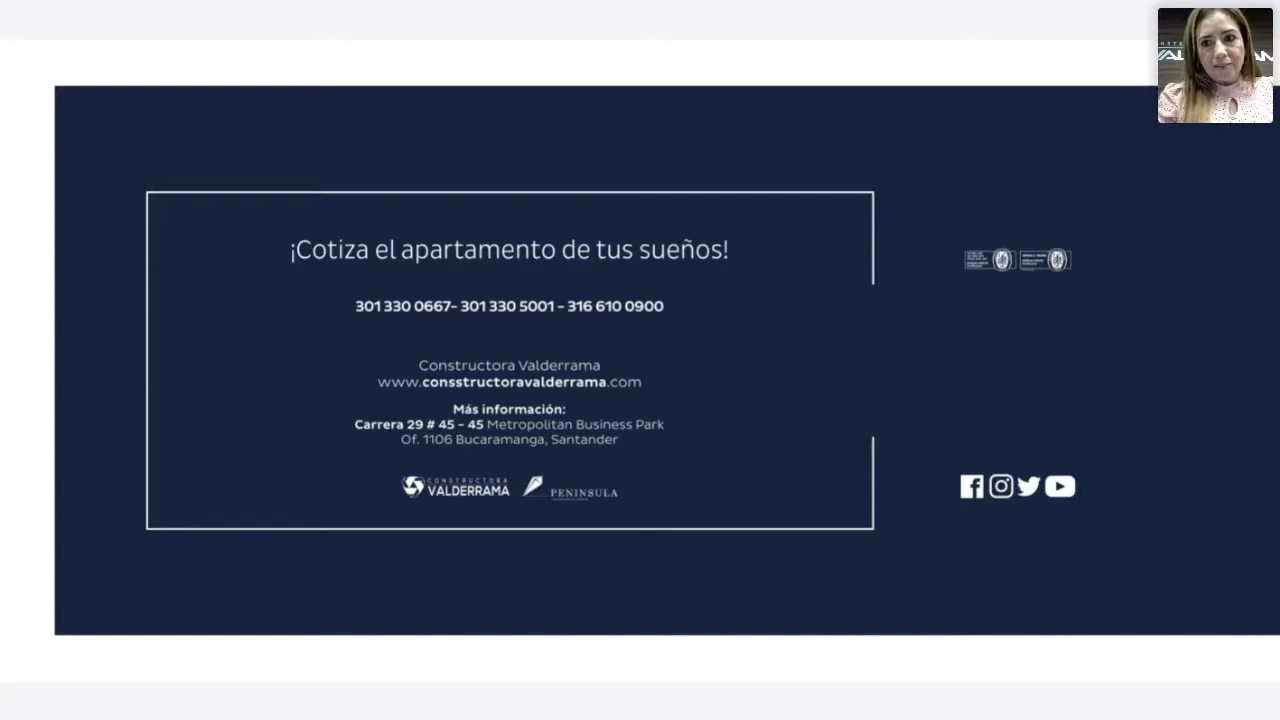 ¡Cotiza el apartamento de tus sueños!
301 330 0667- 301 330 5001 - 316 610 0900
Constructora Valderrama
www.consstructoravalderrama.com
Más información:
Carrera 29 # 45 - 45 Metropolitan Business Park
Of. 1106 Bucaramanga, Santander
CONSTRUCTORA
VALDERRAMA
PENINSULA